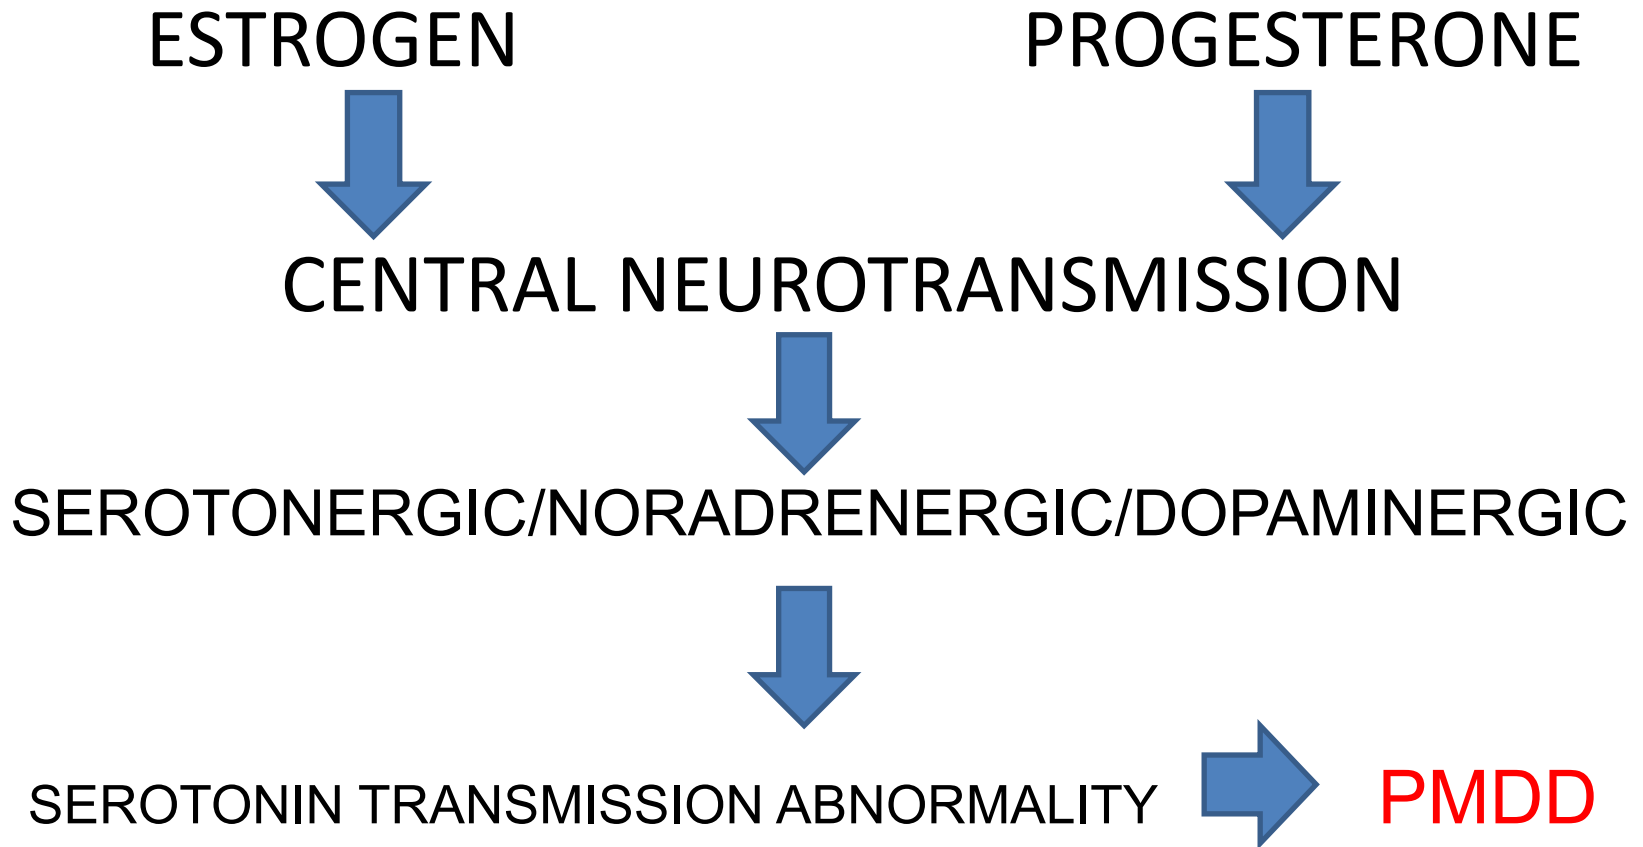 ESTROGEN PROGESTERONE
CENTRAL NEUROTRANSMISSION
SEROTONERGIC/NORADRENERGIC/DOPAMINERGIC
SEROTONIN TRANSMISSION ABNORMALITY PMDD